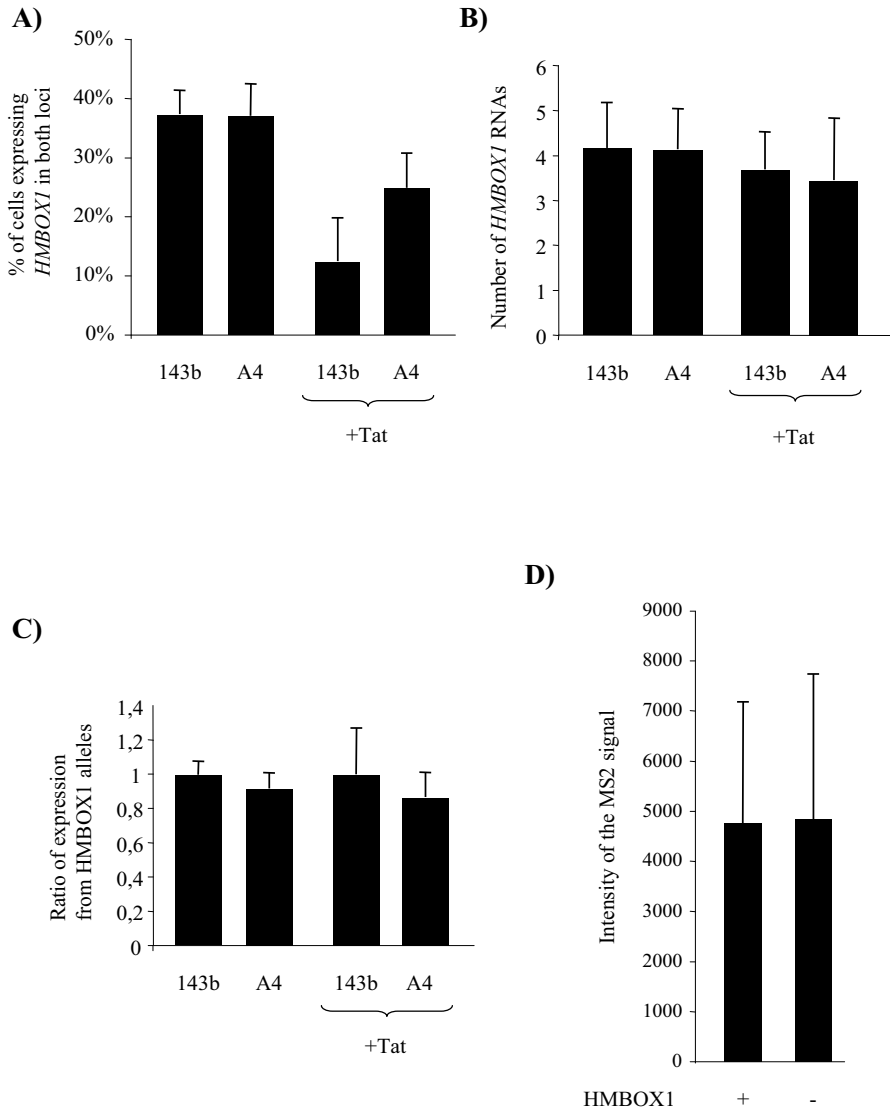 A)
% of cells expressing
HMBOX1 in both loci
50%
40%
30%
20%
10%
0%
143b A4 143b A4
+Tat
B)
Number of HMBOX1 RNAs
6
5
4
3
2
1
0
143b A4 143b A4
+Tat
C)
Ratio of expression
from HMBOX1 alleles
1,4
1,2
1
0,8
0,6
0,4
0,2
0
143b A4 143b A4
+Tat
D)
Intensity of the MS2 signal
9000
8000
7000
6000
5000
4000
3000
2000
1000
0
HMBOX1 + -